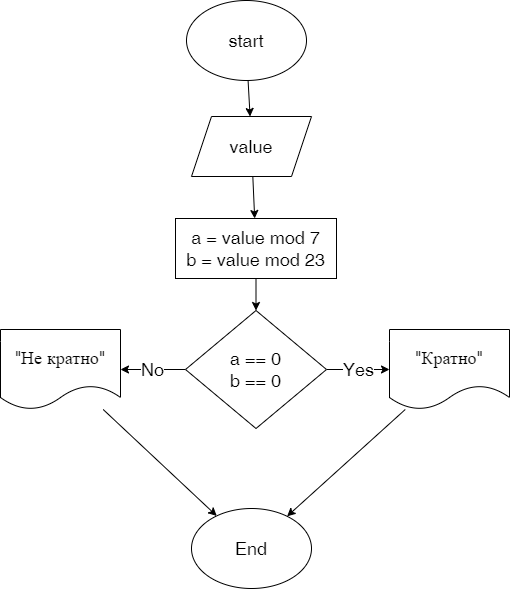 start
value
a = value mod 7
b = value mod 23
"Не кратно"
No
a == 0
b == 0
Yes
"Кратно"
End